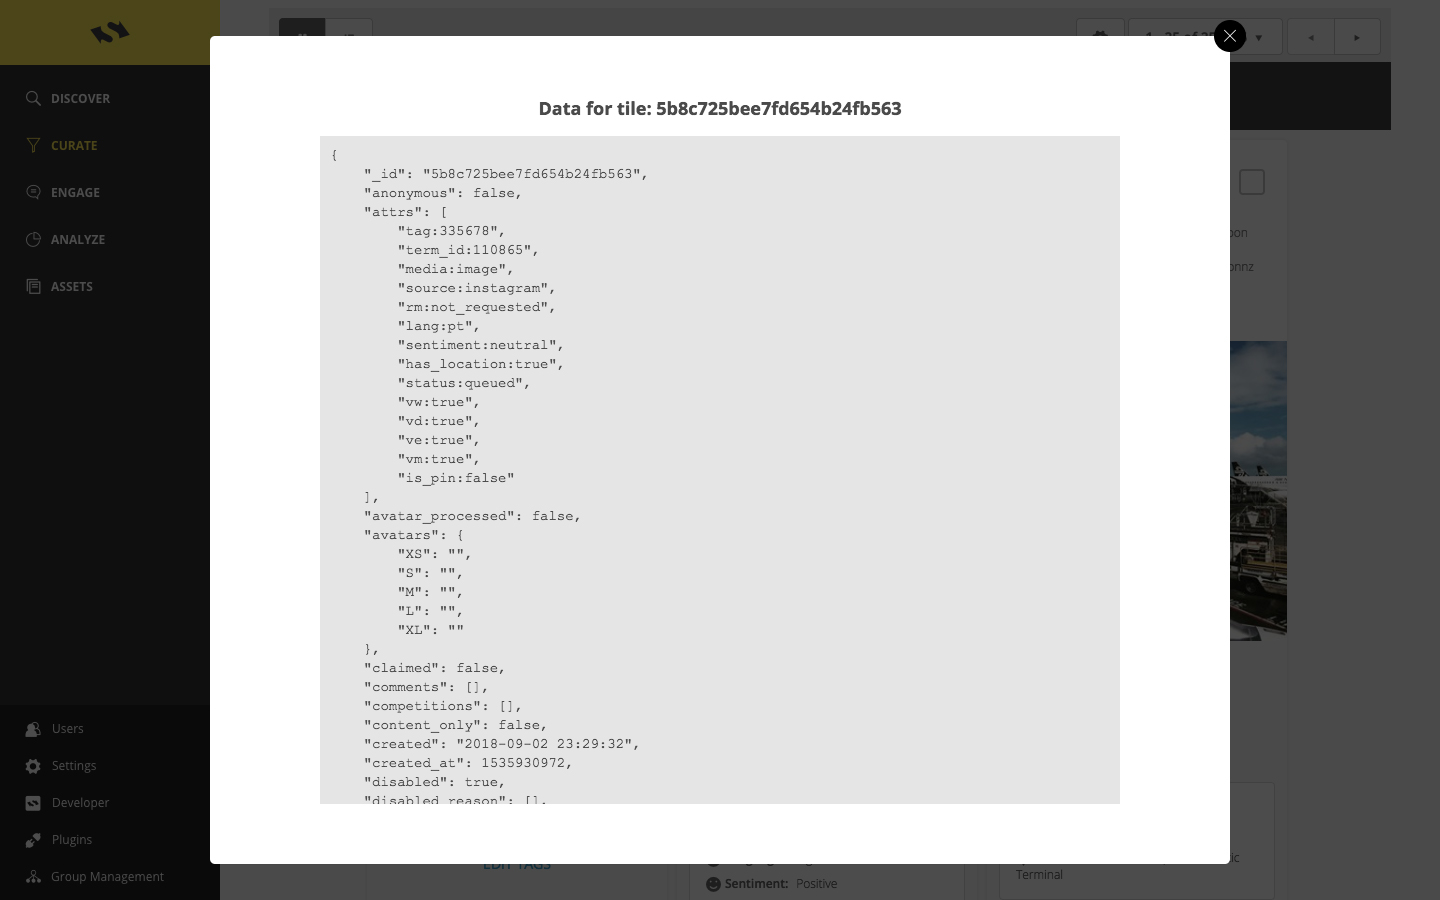 DISCOVER
CURATE
ENGAGE
ANALYZE
ASSETS
Users
Settings
Developer
Plugins
Group Management
Data for tile: 5b8c725bee7fd654b24fb563
{
"_id": "5b8c725bee7fd654b24fb563",
"anonymous": false,
"attrs": [
"tag:335678",
"term_id:110865",
"media:image",
"source:instagram",
"rm:not_requested",
"lang:pt",
"sentiment:neutral",
"has_location:true",
"status:queued",
"vw:true",
"vd:true",
"ve:true",
"vm:true",
"is_pin:false"
],
"avatar_processed": false,
"avatars": {
"XS": "",
"S": "",
"M": "",
"L": "",
"XL": ""
},
"claimed": false,
"comments": [],
"competitions": [],
"content_only": false,
"created": "2018-09-02 23:29:32",
"created_at": 1535930972,
"disabled": true,
"disabled_reason": [],
EDIT TAGS
Sentiment: Positive
Terminal